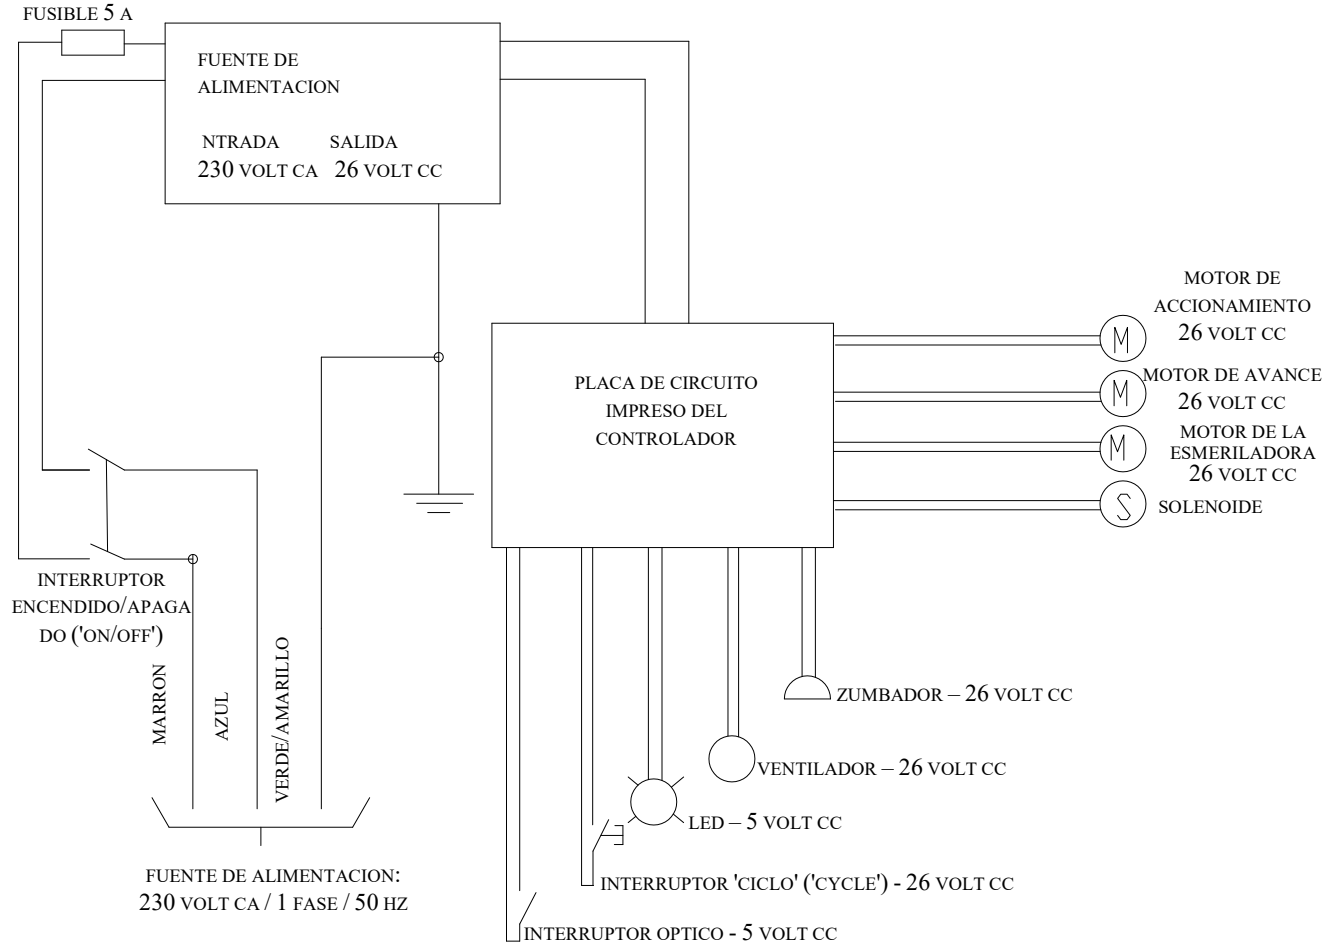 FUSIBLE 5 A
FUENTE DE
ALIMENTACION
NTRADA SALIDA
230 VOLT CA 26 VOLT CC
MOTOR DE
ACCIONAMIENTO
26 VOLT CC
M
MOTOR DE AVANCE
26 VOLT CC
M
MOTOR DE LA
ESMERILADORA
26 VOLT CC
M
SOLENOIDE
S
PLACA DE CIRCUITO
IMPRESO DEL
CONTROLADOR
INTERRUPTOR
ENCENDIDO/APAGA
DO ('ON/OFF')
MARRON
AZUL
VERDE/AMARILLO
ZUMBADOR – 26 VOLT CC
VENTILADOR – 26 VOLT CC
LED – 5 VOLT CC
INTERRUPTOR 'CICLO' ('CYCLE') - 26 VOLT CC
INTERRUPTOR OPTICO - 5 VOLT CC
FUENTE DE ALIMENTACION:
230 VOLT CA / 1 FASE / 50 HZ